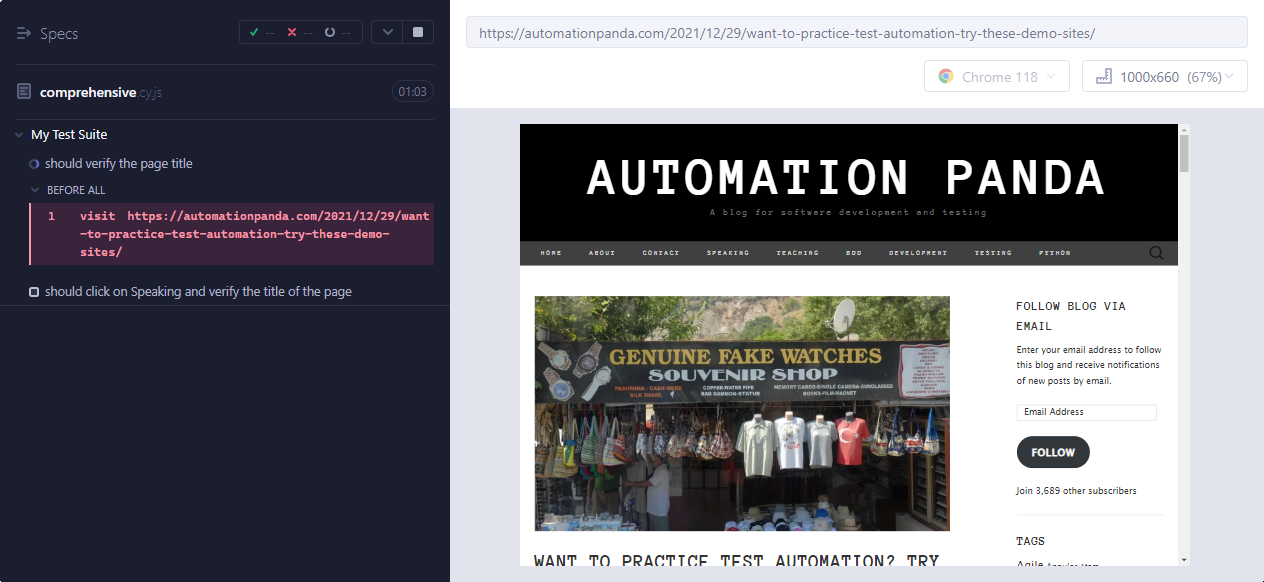 Specs
-- -- --
comprehensive.cy.js
01:03
My Test Suite
should verify the page title
BEFORE ALL
1 visit https://automationpanda.com/2021/12/29/want
-to-practice-test-automation-try-these-demo-
sites/
should click on Speaking and verify the title of the page
https://automationpanda.com/2021/12/29/want-to-practice-test-automation-try-these-demo-sites/
Chrome 118
1000x660 (67%)
AUTOMATION PANDA
A blog for software development and testing
HOME ABOUT CONTACT SPEAKING TEACHING BDD DEVELOPMENT TESTING PYTHON
GENUINE FAKE WATCHES
SOUVENIR SHOP
PASHMINA - CASH MERE
SILK SHAWL
COPPER-WATER PIPE
BAG GAMMON-STATUE
MEMORY CARDS-SINGLE CAMERA-SUNGLASSES
BOOKS-FILM-MAGNET
WANT TO PRACTICE TEST AUTOMATION? TRY
FOLLOW BLOG VIA
EMAIL
Enter your email address to follow
this blog and receive notifications
of new posts by email.
Email Address
FOLLOW
Join 3,689 other subscribers
TAGS
Agile